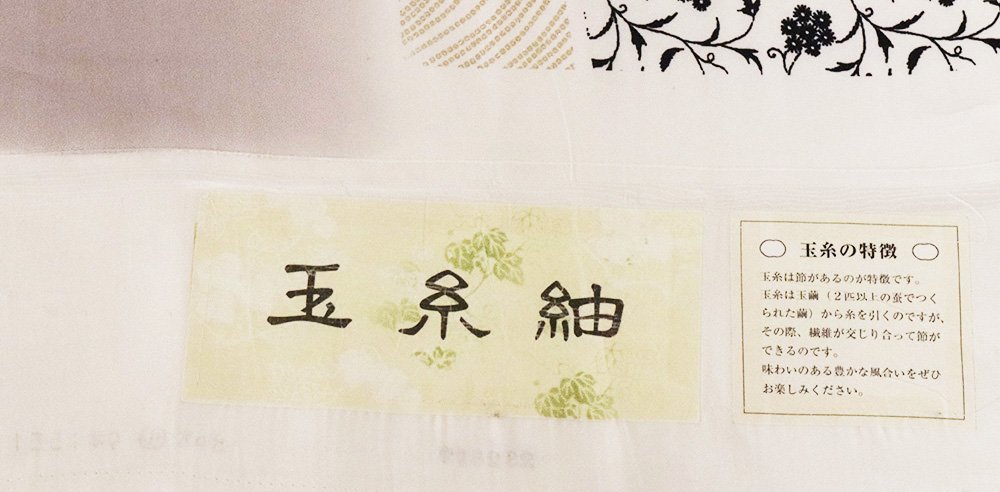 玉糸紬
玉糸の特徴
玉糸は節があるのが特徴です。
玉糸は玉繭（２匹以上の蚕でつく
られた繭）から糸を引くのですが、
その際、繊維が交じり合って節が
できるのです。
味わいのある豊かな風合いをぜひ
お楽しみください。